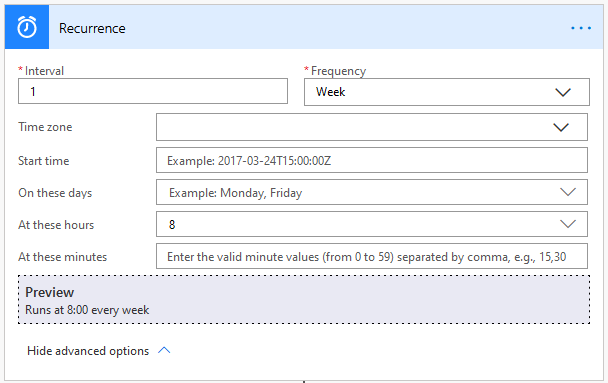 Recurrence
* Interval
* Frequency
1
Week
Time zone
Start time
Example: 2017-03-24T15:00:00Z
On these days
Example: Monday, Friday
At these hours
8
At these minutes
Enter the valid minute values (from 0 to 59) separated by comma, e.g., 15,30
Preview
Runs at 8:00 every week
Hide advanced options